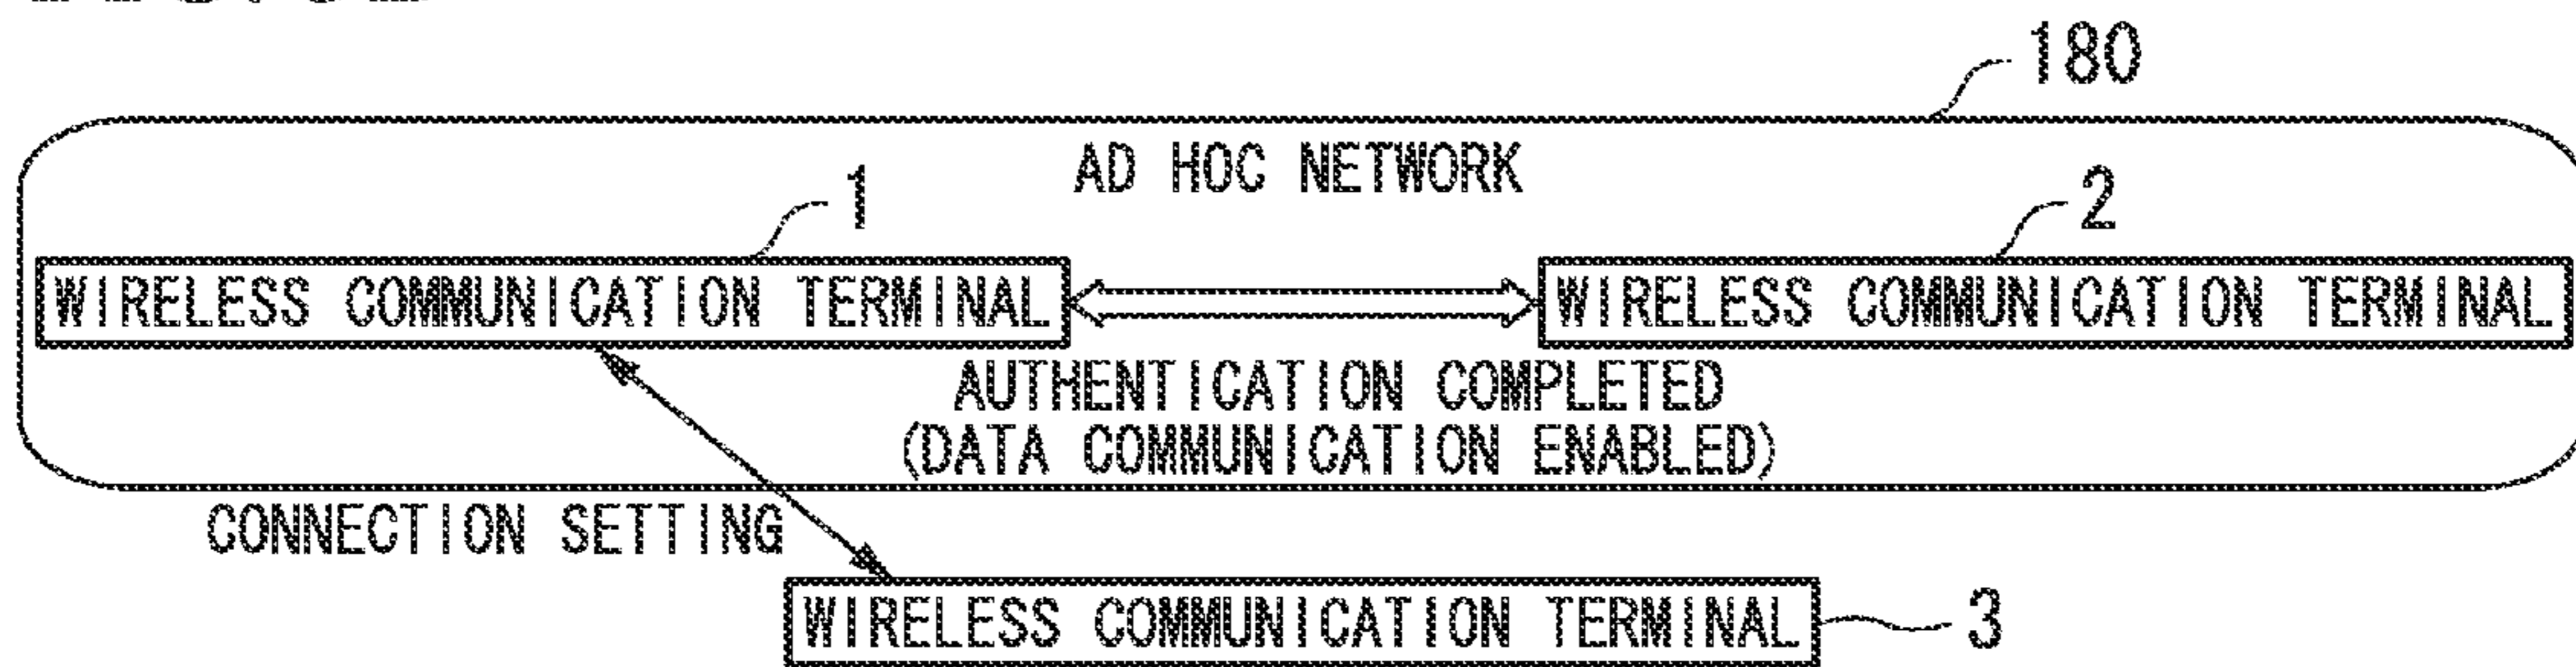 180
AD HOC NETWORK
1
2
WIRELESS COMMUNICATION TERMINAL
WIRELESS COMMUNICATION TERMINAL
AUTHENTICATION COMPLETED
(DATA COMMUNICATION ENABLED)
CONNECTION SETTING
WIRELESS COMMUNICATION TERMINAL
3